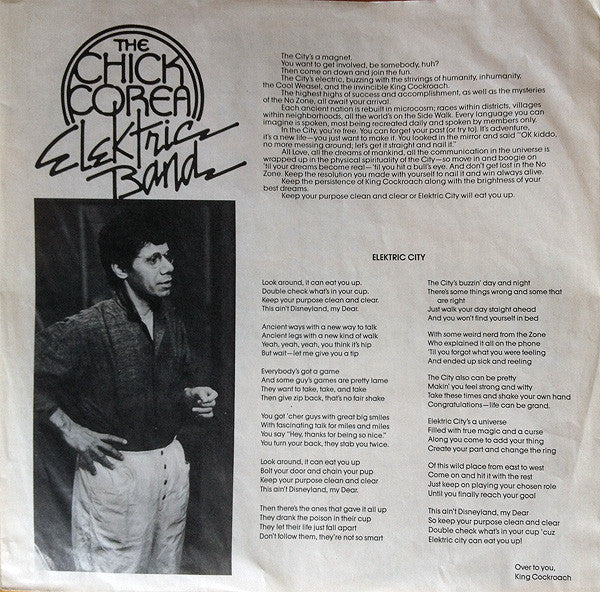 THE
CHICK
COREA
Elektric
Band
The City's a magnet.
You want to get involved, be somebody, huh?
Then come on down and join the fun.
The City's electric, buzzing with the strivings of humanity, inhumanity,
the Cool Weasel, and the invincible King Cockroach.
The highest highs of success and accomplishment, as well as the mysteries
of the No Zone, all await your arrival.
Each ancient nation is rebuilt in microcosm; races within districts, villages
within neighborhoods, all the world's on the Side Walk. Every language you can
imagine is spoken, most being recreated daily and spoken by members only.
In the City, you're free. You can forget your past (or try to). It's adventure,
it's a new life—you just want to make it. You looked in the mirror and said "OK kiddo,
no more messing around; let's get it straight and nail it."
All Love, all the dreams of mankind, all the communication in the universe is
wrapped up in the physical spirituality of the City—so move in and boogie on
'til your dreams became real—'til you hit a bull's eye. And don't get lost in the No
Zone. Keep the resolution you made with yourself to nail it and win always alive.
Keep the persistence of King Cockroach along with the brightness of your
best dreams.
Keep your purpose clean and clear or Elektric City will eat you up.
ELEKTRIC CITY
Look around, it can eat you up.
Double check what's in your cup.
Keep your purpose clean and clear.
This ain't Disneyland, my Dear.
Ancient ways with a new way to talk
Ancient legs with a new kind of walk
Yeah, yeah, yeah, you think it's hip
But wait—let me give you a tip
Everybody's got a game
And some guy's games are pretty lame
They want to take, take, and take
Then give zip back, that's no fair shake
You got 'cher guys with great big smiles
With fascinating talk for miles and miles
You say "Hey, thanks for being so nice."
You turn your back, they stab you twice.
Look around, it can eat you up
Bolt your door and chain your pup
Keep your purpose clean and clear
This ain't Disneyland, my Dear.
Then there's the ones that gave it all up
They drank the poison in their cup
They let their life just fall apart
Don't follow them, they're not so smart
The City's buzzin' day and night
There's some things wrong and some that
are right
Just walk your day staight ahead
And you won't find yourself in bed
With some weird nerd from the Zone
Who explained it all on the phone
'Til you forgot what you were feeling
And ended up sick and reeling
The City also can be pretty
Makin' you feel strong and witty
Take these times and shake your own hand
Congratulations—life can be grand.
Elektric City's a universe
Filled with true magic and a curse
Along you come to add your thing
Create your part and change the ring
Of this wild place from east to west
Come on and hit it with the rest
Just keep on playing your chosen role
Until you finally reach your goal
This ain't Disneyland, my Dear
So keep your purpose clean and clear
Double check what's in your cup 'cuz
Elektric city can eat you up!
Over to you,
King Cockroach